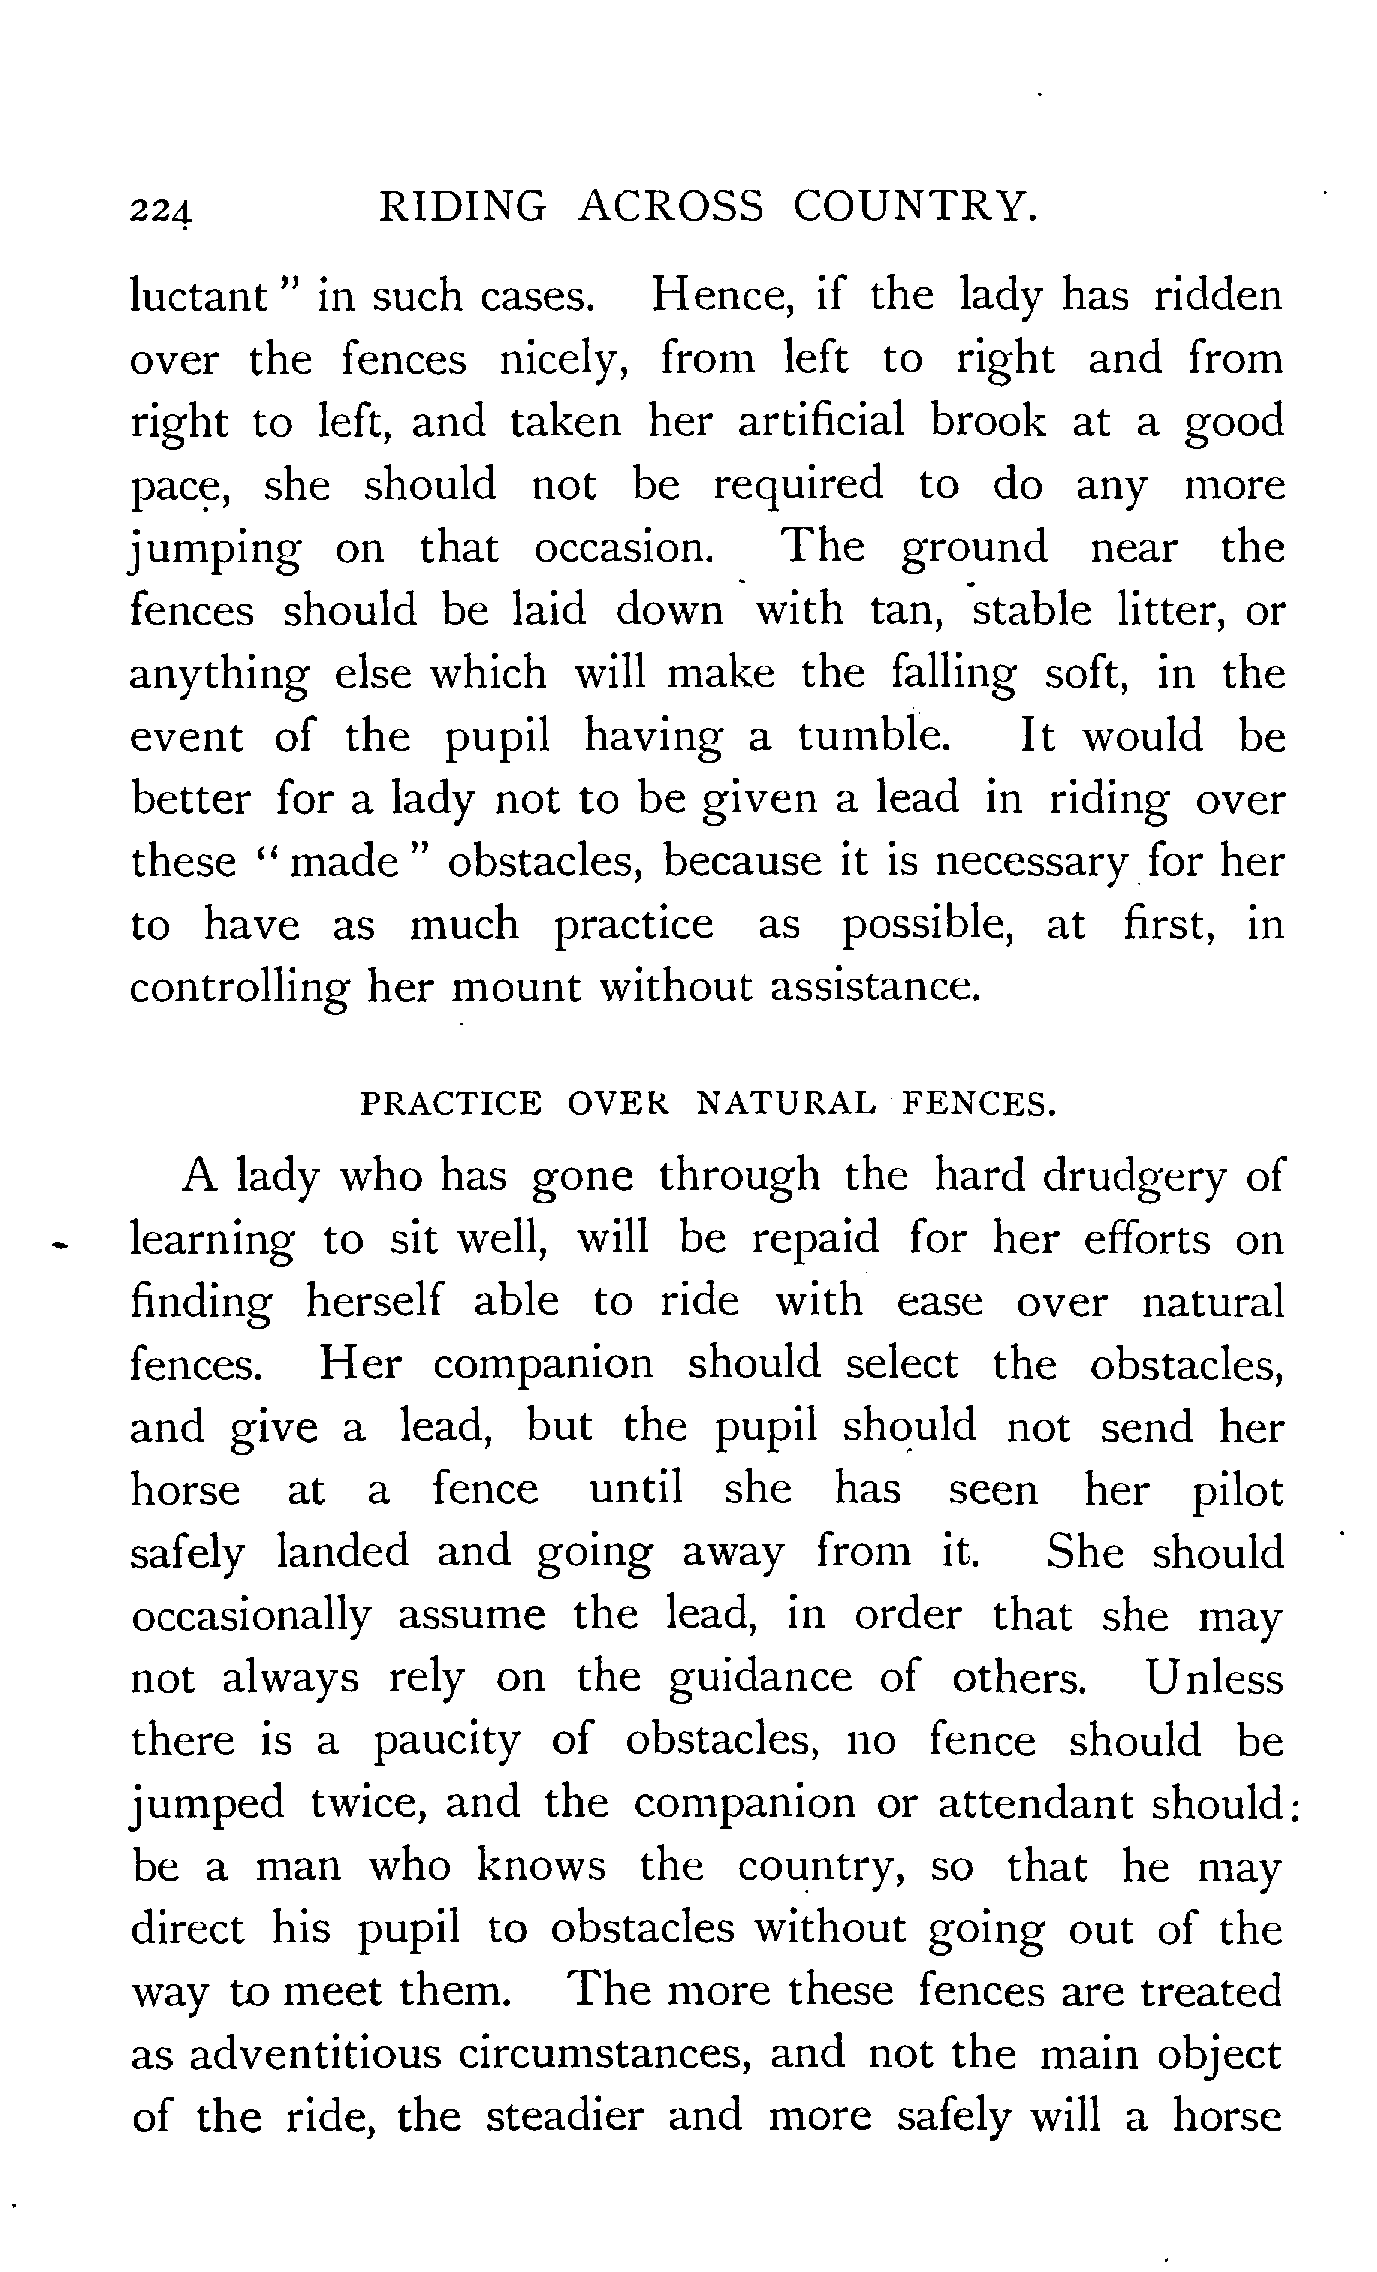 224 RIDING ACROSS COUNTRY.
luctant ” in such cases. Hence, if the lady has ridden
over the fences nicely, from left to right and from
right to left, and taken her artificial brook at a good
pace, she should not be required to do any more
jumping on that occasion. The ground near the
fences should be laid down with tan, stable litter, or
anything else which will make the falling soft, in the
event of the pupil having a tumble. It would be
better for a lady not to be given a lead in riding over
these “ made ” obstacles, because it is necessary for her
to have as much practice as possible, at first, in
controlling her mount without assistance.
PRACTICE OVER NATURAL FENCES.
A lady who has gone through the hard drudgery of
learning to sit well, will be repaid for her efforts on
finding herself able to ride with ease over natural
fences. Her companion should select the obstacles,
and give a lead, but the pupil should not send her
horse at a fence until she has seen her pilot
safely landed and going away from it. She should
occasionally assume the lead, in order that she may
not always rely on the guidance of others. Unless
there is a paucity of obstacles, no fence should be
jumped twice, and the companion or attendant should
be a man who knows the country, so that he may
direct his pupil to obstacles without going out of the
way to meet them. The more these fences are treated
as adventitious circumstances, and not the main object
of the ride, the steadier and more safely will a horse